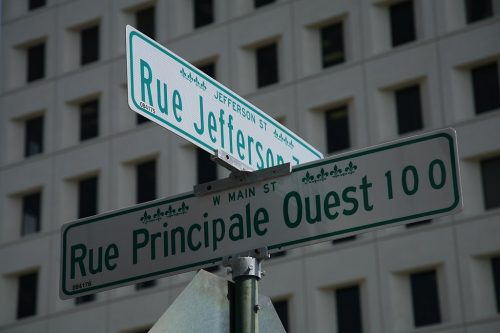 JEFFERSON ST
Rue Jefferson
W MAIN ST
Rue Principale Ouest 100